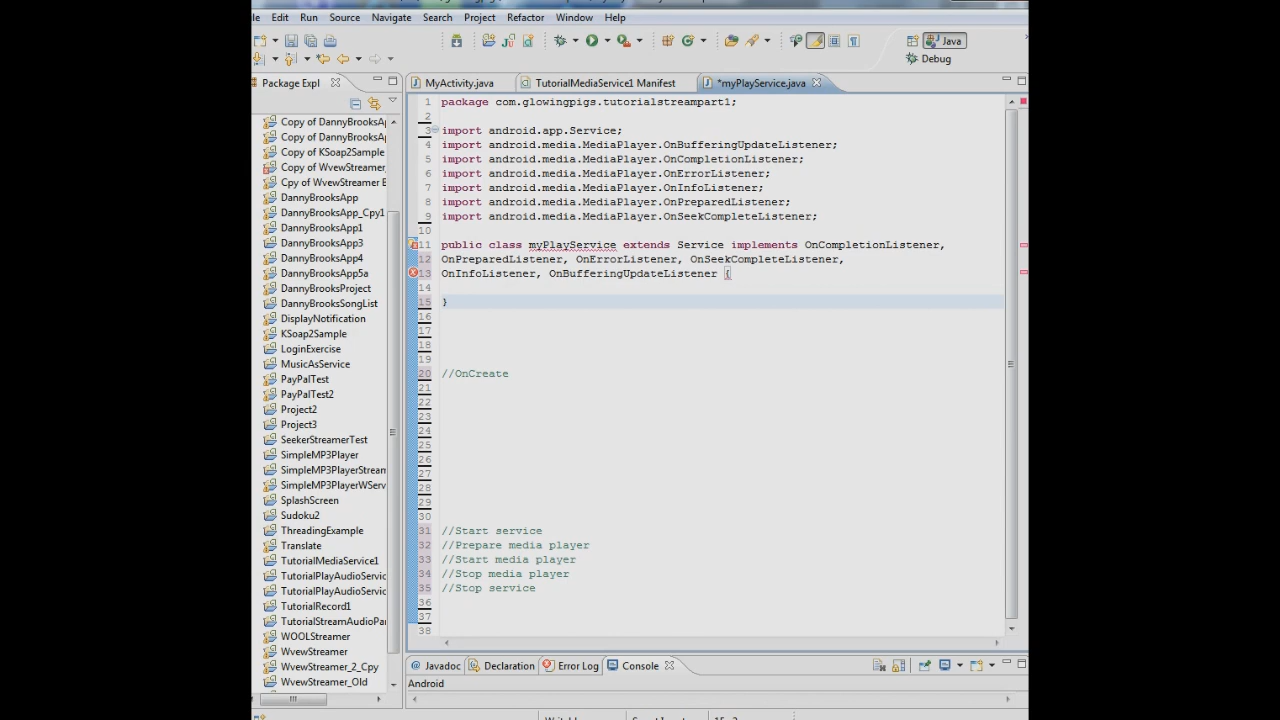 le Edit Run Source Navigate Search Project Refactor Window Help
Java
Debug
Package Expl
MyActivity.java TutorialMediaService1 Manifest *myPlayService.java
Copy of DannyBrooksAp
Copy of DannyBrooksAp
Copy of KSoap2Sample
Copy of WvewStreamer_
Cpy of WvewStreamer B
DannyBrooksApp
DannyBrooksApp_Cpy1
DannyBrooksApp1
DannyBrooksApp3
DannyBrooksApp4
DannyBrooksApp5a
DannyBrooksProject
DannyBrooksSongList
DisplayNotification
KSoap2Sample
LoginExercise
MusicAsService
PayPalTest
PayPalTest2
Project2
Project3
SeekerStreamerTest
SimpleMP3Player
SimpleMP3PlayerStream
SimpleMP3PlayerWServ
SplashScreen
Sudoku2
ThreadingExample
Translate
TutorialMediaService1
TutorialPlayAudioServic
TutorialPlayAudioServic
TutorialRecord1
TutorialStreamAudioPar
WOOLStreamer
WvewStreamer
WvewStreamer_2_Cpy
WvewStreamer_Old
1 package com.glowingpigs.tutorialstreampart1;
2
3 import android.app.Service;
4 import android.media.MediaPlayer.OnBufferingUpdateListener;
5 import android.media.MediaPlayer.OnCompletionListener;
6 import android.media.MediaPlayer.OnErrorListener;
7 import android.media.MediaPlayer.OnInfoListener;
8 import android.media.MediaPlayer.OnPreparedListener;
9 import android.media.MediaPlayer.OnSeekCompleteListener;
10
11 public class myPlayService extends Service implements OnCompletionListener,
12 OnPreparedListener, OnErrorListener, OnSeekCompleteListener,
13 OnInfoListener, OnBufferingUpdateListener {
14
15 }
16
17
18
19
20 //OnCreate
21
22
23
24
25
26
27
28
29
30
31 //Start service
32 //Prepare media player
33 //Start media player
34 //Stop media player
35 //Stop service
36
37
38
Javadoc Declaration Error Log Console
Android